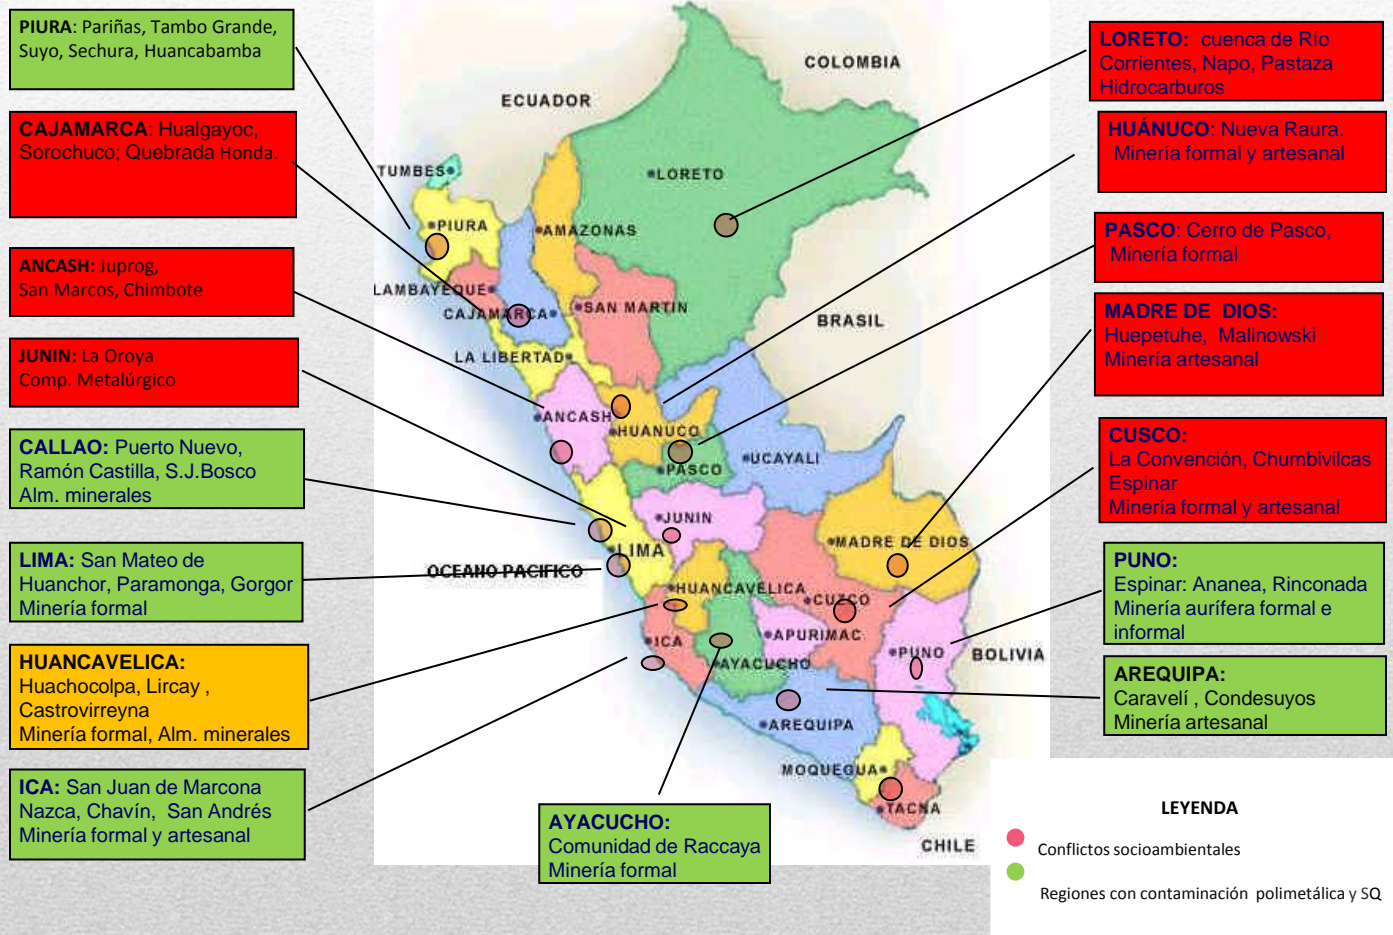 PIURA: Pariñas, Tambo Grande,
Suyo, Sechura, Huancabamba
CAJAMARCA: Hualgayoc,
Sorochuco; Quebrada Honda.
ANCASH: Juprog,
San Marcos, Chimbote
JUNIN: La Oroya
Comp. Metalúrgico
CALLAO: Puerto Nuevo,
Ramón Castilla, S.J.Bosco
Alm. minerales
LIMA: San Mateo de
Huanchor, Paramonga, Gorgor
Minería formal
HUANCAVELICA:
Huachocolpa, Lircay ,
Castrovirreyna
Minería formal, Alm. minerales
ICA: San Juan de Marcona
Nazca, Chavín, San Andrés
Minería formal y artesanal
COLOMBIA
ECUADOR
TUMBES
LORETO
PIURA
AMAZONAS
LAMBAYEQUE
CAJAMARCA
SAN MARTIN
BRASIL
LA LIBERTAD
ANCASH
HUANUCO
PASCO
UCAYALI
JUNIN
LIMA
MADRE DE DIOS
OCEANO PACIFICO
HUANCAVELICA
CUZCO
ICA
APURIMAC
AYACUCHO
PUNO
BOLIVIA
AREQUIPA
MOQUEGUA
TACNA
CHILE
AYACUCHO:
Comunidad de Raccaya
Minería formal
LORETO: cuenca de Río
Corrientes, Napo, Pastaza
Hidrocarburos
HUÁNUCO: Nueva Raura.
Minería formal y artesanal
PASCO: Cerro de Pasco,
Minería formal
MADRE DE DIOS:
Huepetuhe, Malinowski
Minería artesanal
CUSCO:
La Convención, Chumbivilcas
Espinar
Minería formal y artesanal
PUNO:
Espinar: Ananea, Rinconada
Minería aurífera formal e
informal
AREQUIPA:
Caravelí , Condesuyos
Minería artesanal
LEYENDA
Conflictos socioambientales
Regiones con contaminación polimetálica y SQ